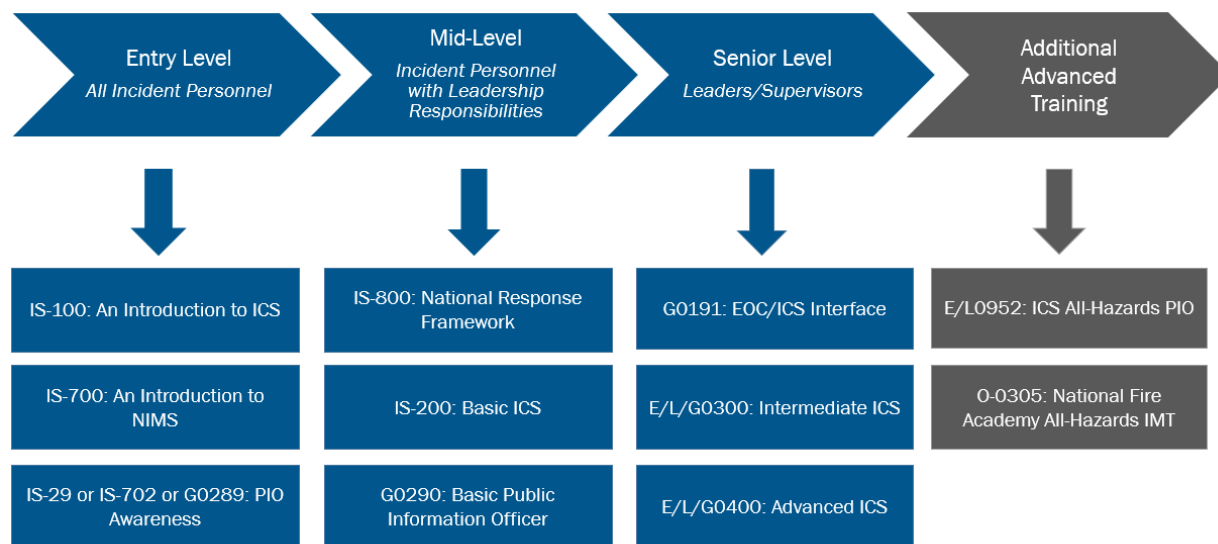 Entry Level
All Incident Personnel
Mid-Level
Incident Personnel
with Leadership
Responsibilities
Senior Level
Leaders/Supervisors
Additional
Advanced
Training
IS-100: An Introduction to ICS
IS-800: National Response
Framework
G0191: EOC/ICS Interface
E/L0952: ICS All-Hazards PIO
IS-700: An Introduction to
NIMS
IS-200: Basic ICS
E/L/G0300: Intermediate ICS
O-0305: National Fire
Academy All-Hazards IMT
IS-29 or IS-702 or G0289: PIO
Awareness
G0290: Basic Public
Information Officer
E/L/G0400: Advanced ICS